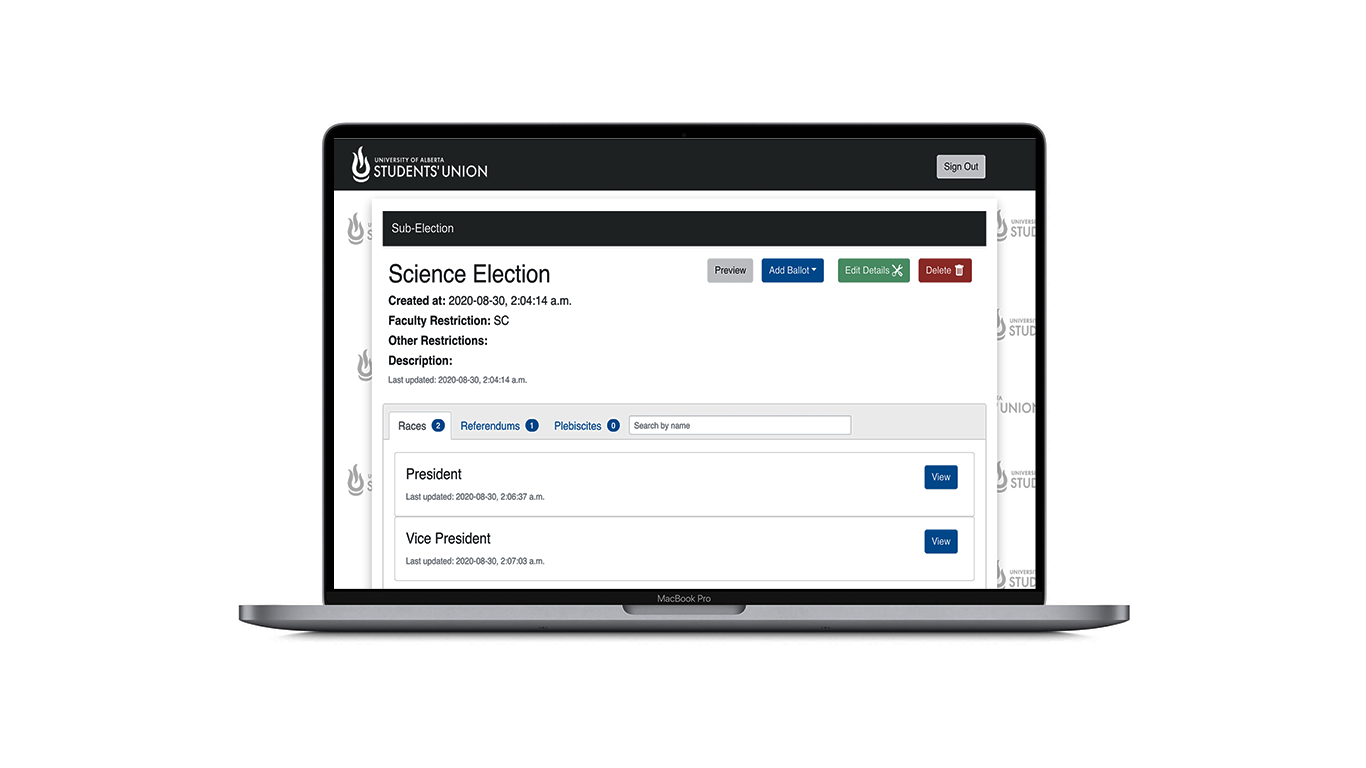 UNIVERSITY OF ALBERTA
STUDENTS' UNION
Sign Out
Sub-Election
Science Election
Preview
Add Ballot
Edit Details
Delete
Created at: 2020-08-30, 2:04:14 a.m.
Faculty Restriction: SC
Other Restrictions:
Description:
Last updated: 2020-08-30, 2:04:14 a.m.
Races 2 Referendums 1 Plebiscites 0 Search by name
President
View
Last updated: 2020-08-30, 2:06:37 a.m.
Vice President
View
Last updated: 2020-08-30, 2:07:03 a.m.
MacBook Pro